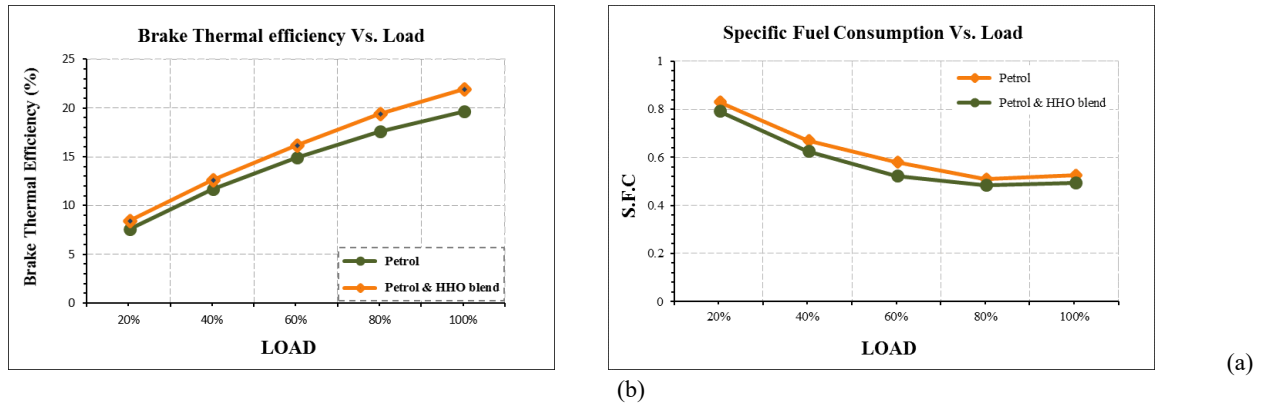 Brake Thermal efficiency Vs. Load
Brake Thermal Efficiency (%)
25
20
15
10
5
0
20% 40% 60% 80% 100%
LOAD
Petrol
Petrol & HHO blend
Specific Fuel Consumption Vs. Load
S.F.C
1
0.8
0.6
0.4
0.2
0
20% 40% 60% 80% 100%
LOAD
Petrol
Petrol & HHO blend
(a)
(b)